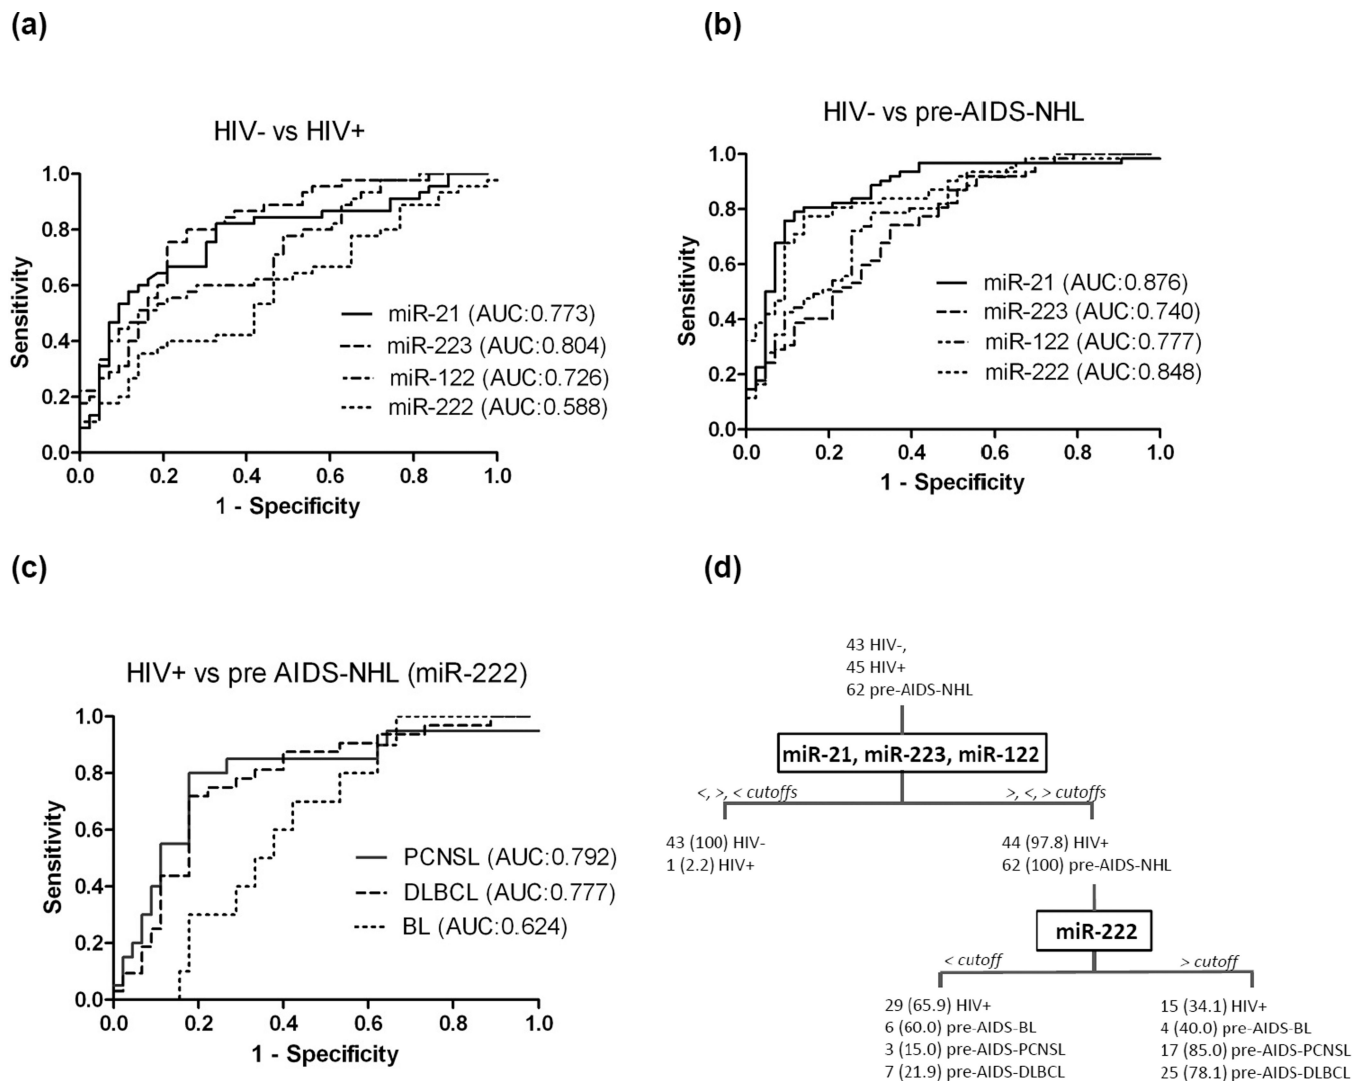 (a)
HIV- vs HIV+
1.0
0.8
0.6
0.4
0.2
0.0
Sensitivity
miR-21 (AUC:0.773)
miR-223 (AUC:0.804)
miR-122 (AUC:0.726)
miR-222 (AUC:0.588)
0.0 0.2 0.4 0.6 0.8 1.0
1 - Specificity
(b)
HIV- vs pre-AIDS-NHL
1.0
0.8
0.6
0.4
0.2
0.0
Sensitivity
miR-21 (AUC:0.876)
miR-223 (AUC:0.740)
miR-122 (AUC:0.777)
miR-222 (AUC:0.848)
0.0 0.2 0.4 0.6 0.8 1.0
1 - Specificity
(c)
HIV+ vs pre AIDS-NHL (miR-222)
1.0
0.8
0.6
0.4
0.2
0.0
Sensitivity
PCNSL (AUC:0.792)
DLBCL (AUC:0.777)
BL (AUC:0.624)
0.0 0.2 0.4 0.6 0.8 1.0
1 - Specificity
(d)
43 HIV-,
45 HIV+
62 pre-AIDS-NHL
miR-21, miR-223, miR-122
<, >, < cutoffs
>, <, > cutoffs
43 (100) HIV-
1 (2.2) HIV+
44 (97.8) HIV+
62 (100) pre-AIDS-NHL
miR-222
< cutoff
> cutoff
29 (65.9) HIV+
6 (60.0) pre-AIDS-BL
3 (15.0) pre-AIDS-PCNSL
7 (21.9) pre-AIDS-DLBCL
15 (34.1) HIV+
4 (40.0) pre-AIDS-BL
17 (85.0) pre-AIDS-PCNSL
25 (78.1) pre-AIDS-DLBCL